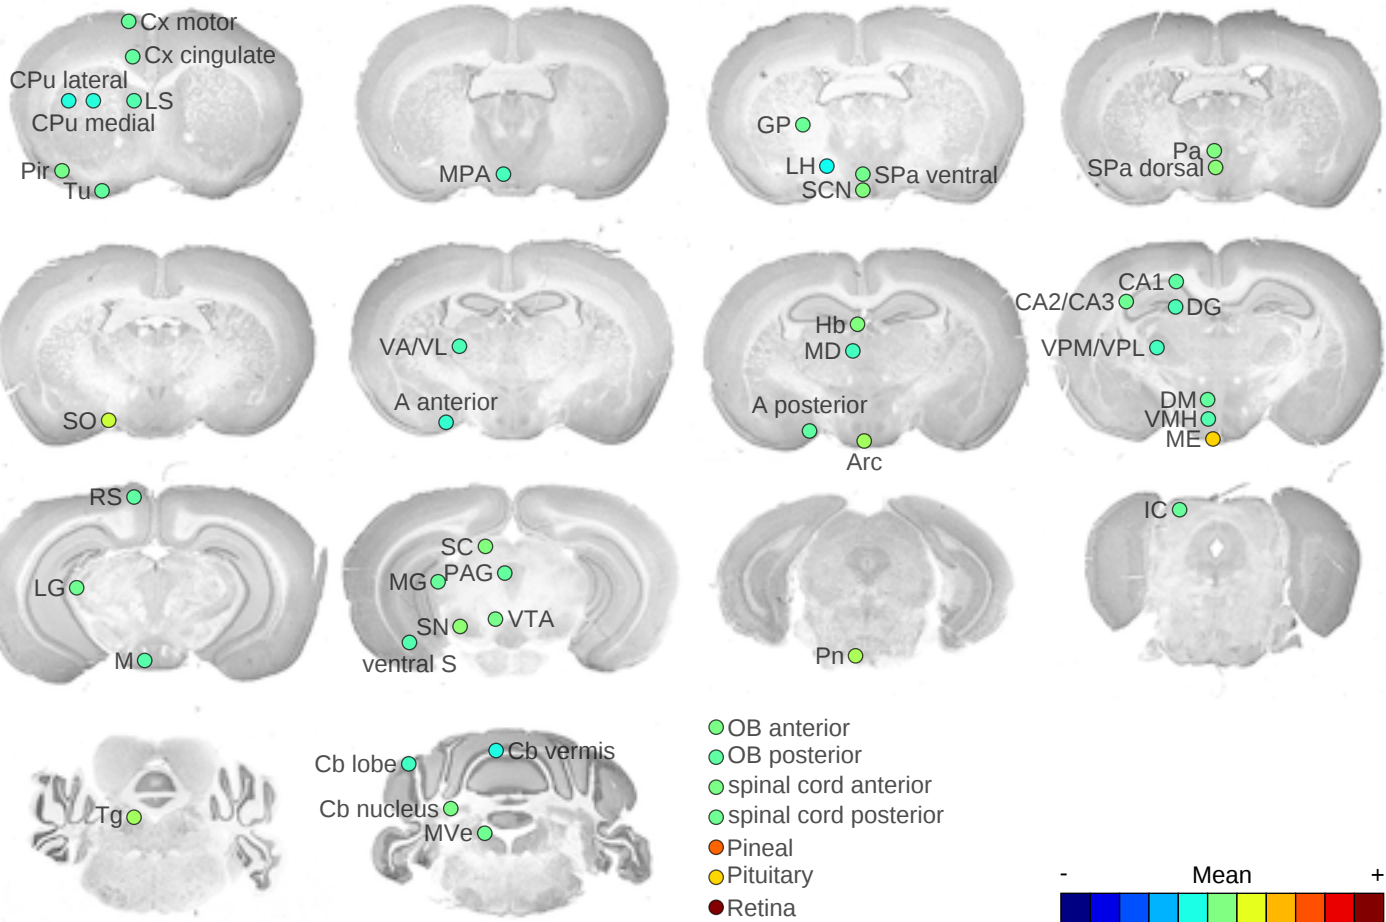 Cx motor
Cx cingulate
CPu lateral
LS
CPu medial
Pir
Tu
MPA
GP
LH
SPa ventral
SCN
Pa
SPa dorsal
SO
VA/VL
A anterior
Hb
MD
A posterior
Arc
CA1
CA2/CA3
DG
VPM/VPL
DM
VMH
ME
RS
LG
M
SC
PAG
MG
VTA
SN
ventral S
Pn
IC
Tg
Cb lobe
Cb vermis
Cb nucleus
MVe
OB anterior
OB posterior
spinal cord anterior
spinal cord posterior
Pineal
Pituitary
Retina
- Mean +